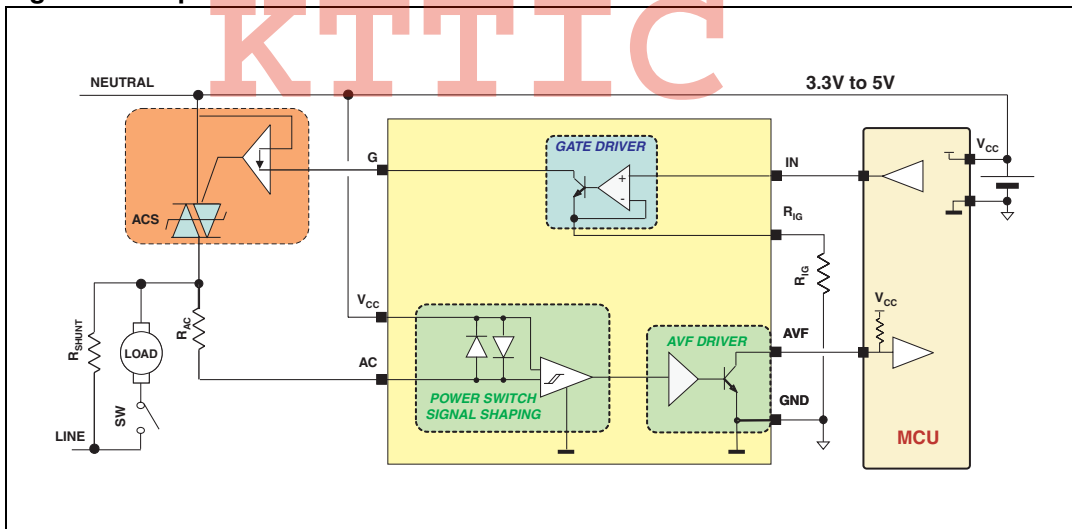 KTTIC
NEUTRAL
3.3V to 5V
GATE DRIVER
G
IN
VCC
+
-
ACS
RIG
RIG
VCC
RSHUNT
LOAD
RAC
VCC
AVF DRIVER
AVF
AC
POWER SWITCH
SIGNAL SHAPING
SW
GND
LINE
MCU